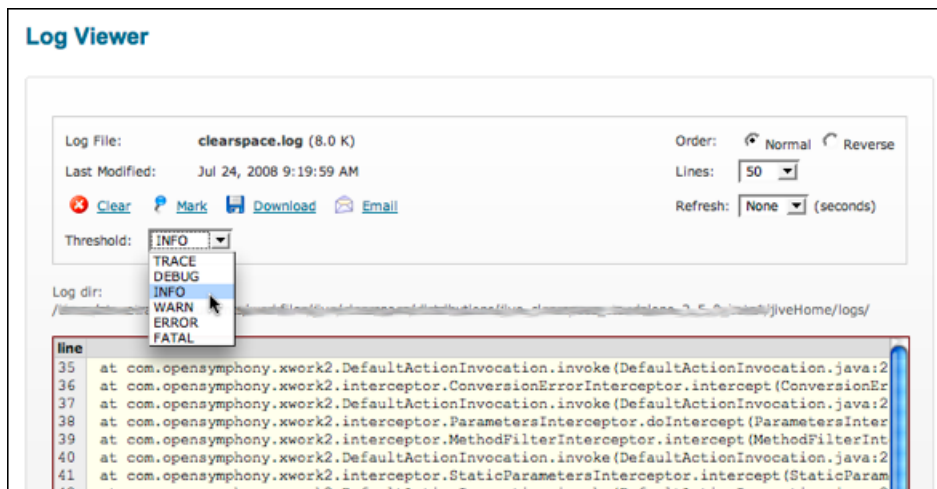 Log Viewer
Log File: clearspace.log (8.0 K) Order: Normal Reverse
Last Modified: Jul 24, 2008 9:19:59 AM Lines: 50
Clear Mark Download Email Refresh: None (seconds)
Threshold: INFO
TRACE
DEBUG
INFO
WARN
ERROR
FATAL
Log dir:
/jiveHome/logs/
line
35 at com.opensymphony.xwork2.DefaultActionInvocation.invoke(DefaultActionInvocation.java:2
36 at com.opensymphony.xwork2.interceptor.ConversionErrorInterceptor.intercept(ConversionEr
37 at com.opensymphony.xwork2.DefaultActionInvocation.invoke(DefaultActionInvocation.java:2
38 at com.opensymphony.xwork2.interceptor.ParametersInterceptor.doIntercept(ParametersInter
39 at com.opensymphony.xwork2.interceptor.MethodFilterInterceptor.intercept(MethodFilterInt
40 at com.opensymphony.xwork2.DefaultActionInvocation.invoke(DefaultActionInvocation.java:2
41 at com.opensymphony.xwork2.interceptor.StaticParametersInterceptor.intercept(StaticParam